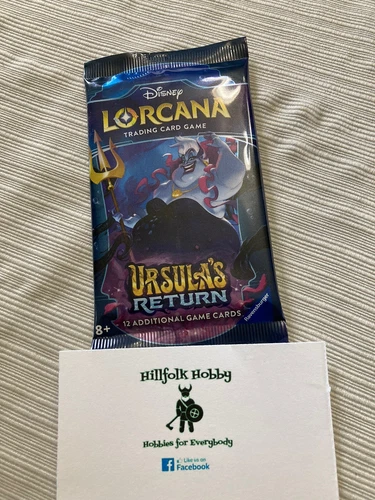 Disney
LORCANA
TRADING CARD GAME
URSULA'S
RETURN
8+
12 ADDITIONAL GAME CARDS
Ravensburger
Hillfolk Hobby
Hobbies for Everybody
Like us on
Facebook